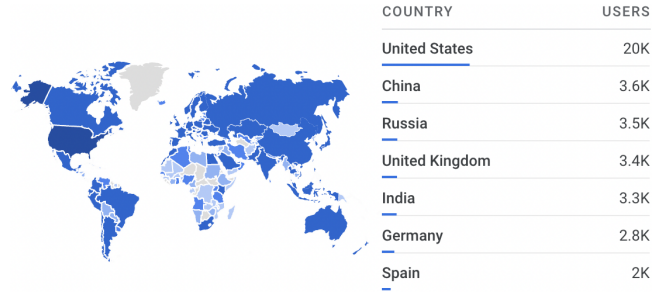 COUNTRY USERS
United States 20K
China 3.6K
Russia 3.5K
United Kingdom 3.4K
India 3.3K
Germany 2.8K
Spain 2K